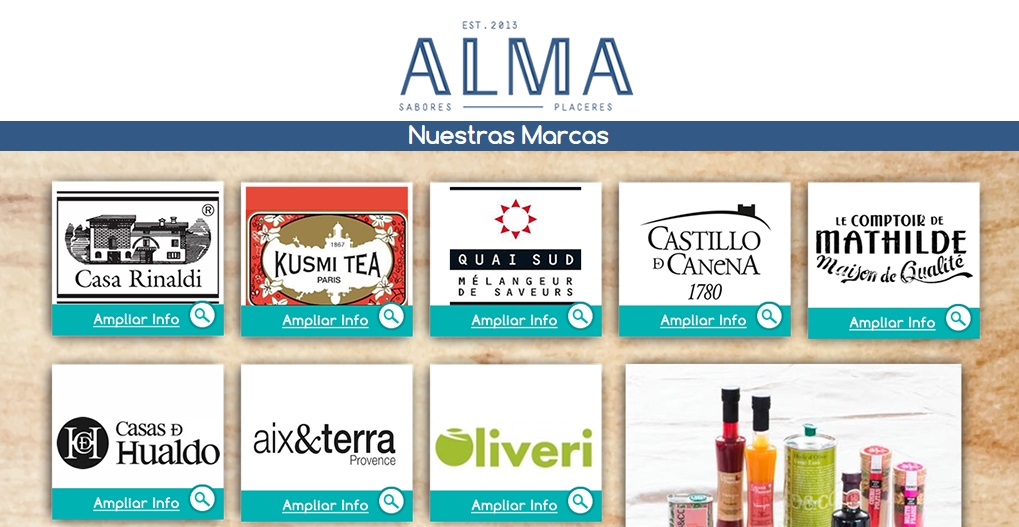 EST. 2013
ALMA
SABORES PLACERES
Nuestras Marcas
®
Casa Rinaldi
Ampliar Info
1867
KUSMI TEA
PARIS
Ampliar Info
QUAI SUD
MÉLANGEUR
DE SAVEURS
Ampliar Info
CASTILLO
D CANENA
1780
Ampliar Info
LE COMPTOIR DE
MATHILDE
Maison de Qualité
Ampliar Info
HDH
Casas D
Hualdo
Ampliar Info
aix&terra
Provence
Ampliar Info
Oliveri
Ampliar Info
O&CO